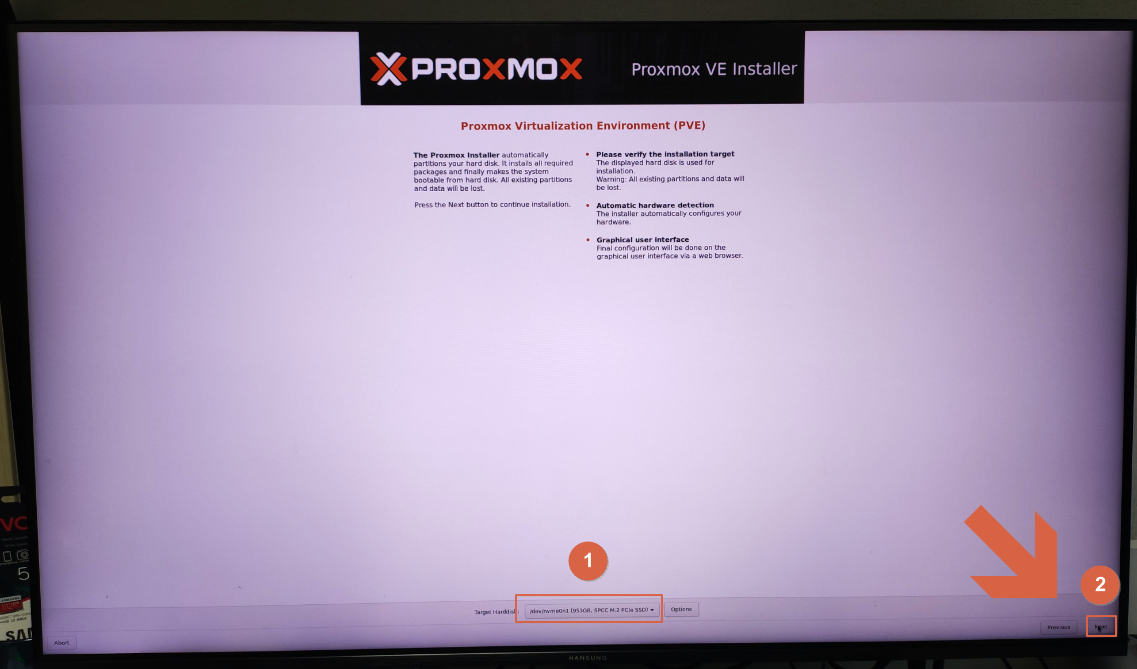 PROXMOX
Proxmox VE Installer
Proxmox Virtualization Environment (PVE)
The Proxmox Installer automatically
partitions your hard disk. It installs all required
packages and finally makes the system
bootable from hard disk. All existing partitions
and data will be lost.
Press the Next button to continue installation.
Please verify the installation target
The displayed hard disk is used for
installation.
Warning: All existing partitions and data will
be lost.
Automatic hardware detection
The installer automatically configures your
hardware.
Graphical user interface
Final configuration will be done on the
graphical user interface via a web browser.
1
Target Harddisk
/dev/nvme0n1 (953GB, SPCC M.2 PCIe SSD)
Options
2
Abort
Previous
Next
HANSUNG
VC
5
SAN